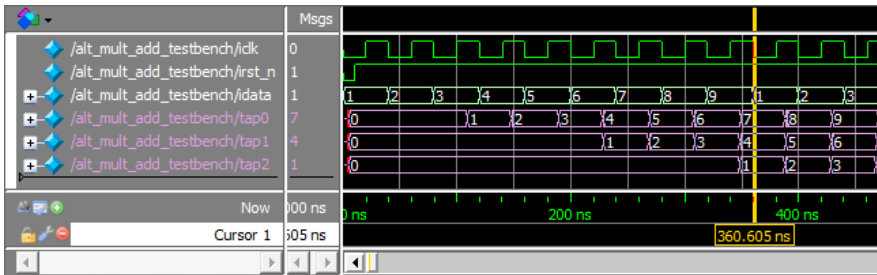 Msgs
/alt_mult_add_testbench/iclk 0
/alt_mult_add_testbench/irst_n 1
/alt_mult_add_testbench/idata 1 1 2 3 4 5 6 7 8 9 1 2 3
/alt_mult_add_testbench/tap0 7 0 1 2 3 4 5 6 7 8 9
/alt_mult_add_testbench/tap1 4 0 1 2 3 4 5 6
/alt_mult_add_testbench/tap2 1 0 1 2 3
Now 000 ns ns 200 ns 400 ns
Cursor 1 505 ns 360.605 ns